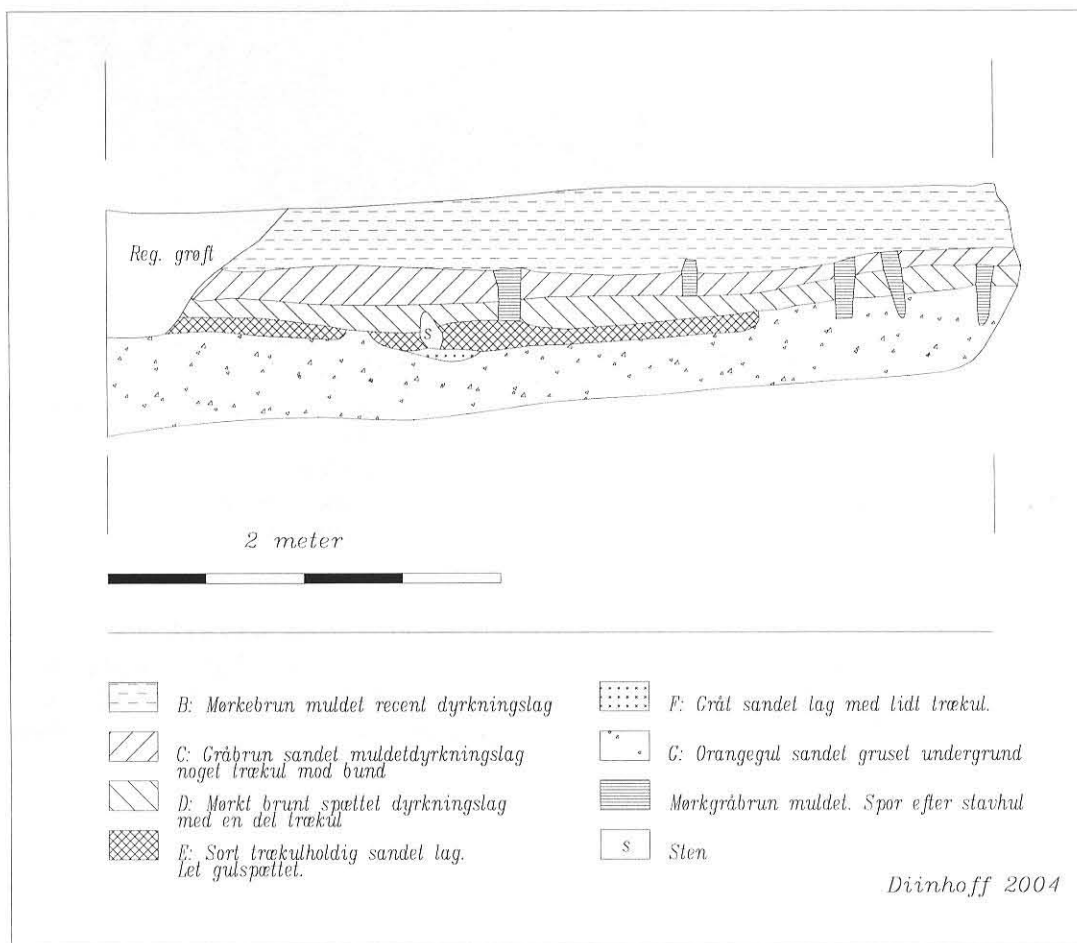 Reg. grøft
S
2 meter
B: Mørkebrun muldet recent dyrkningslag
C: Gråbrun sandet muldetdyrkningslag
noget trækul mod bund
D: Mørkt brunt spættet dyrkningslag
med en del trækul
E: Sort trækulholdig sandet lag.
Let gulspættet.
F: Gråt sandet lag med lidt trækul.
G: Orangegul sandet gruset undergrund
Mørkgråbrun muldet. Spor efter stavhul
S
Sten
Diinhoff 2004